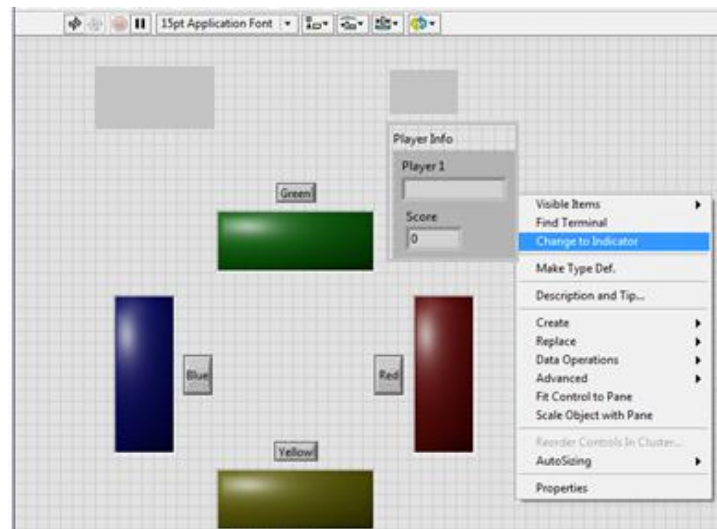 15pt Application Font
Player Info
Player 1
Score
0
Green
Blue
Red
Yellow
Visible Items
Find Terminal
Change to Indicator
Make Type Def.
Description and Tip...
Create
Replace
Data Operations
Advanced
Fit Control to Pane
Scale Object with Pane
Reorder Controls In Cluster...
AutoSizing
Properties